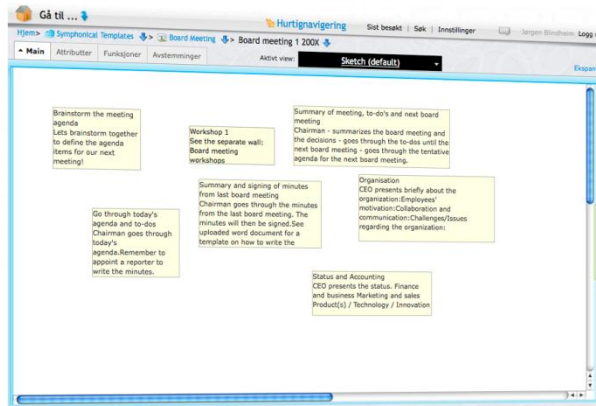 Gå til ...
Hurtignavigering
Sist besøkt | Søk | Innstillinger
Jørgen Blindheim Logg
Hjem> Symphonical Templates > Board Meeting > Board meeting 1 200X
Main Attributter Funksjoner Avstemminger
Aktivt view: Sketch (default)
Ekspan
Brainstorm the meeting
agenda
Lets brainstorm together
to define the agenda
items for our next
meeting!
Workshop 1
See the separate wall:
Board meeting
workshops
Summary of meeting, to-do's and next board
meeting
Chairman - summarizes the board meeting and
the decisions - goes through the to-dos until the
next board meeting - goes through the tentative
agenda for the next board meeting.
Summary and signing of minutes
from last board meeting
Chairman goes through the minutes
from the last board meeting. The
minutes will then be signed.See
uploaded word document for a
template on how to write the
Organisation
CEO presents briefly about the
organization:Employees'
motivation:Collaboration and
communication:Challenges/Issues
regarding the organization:
Go through today's
agenda and to-dos
Chairman goes through
today's
agenda.Remember to
appoint a reporter to
write the minutes.
Status and Accounting
CEO presents the status. Finance
and business Marketing and sales
Product(s) / Technology / Innovation